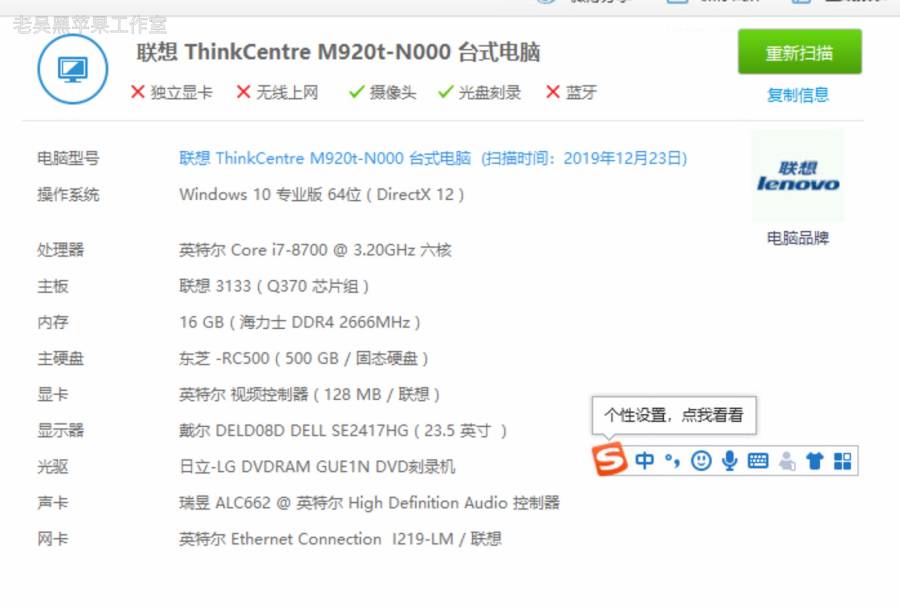 老吴黑苹果工作室
联想 ThinkCentre M920t-N000 台式电脑
重新扫描
独立显卡 无线上网 摄像头 光盘刻录 蓝牙
复制信息
电脑型号 联想 ThinkCentre M920t-N000 台式电脑 (扫描时间：2019年12月23日)
联想
lenovo
操作系统 Windows 10 专业版 64位 ( DirectX 12 )
电脑品牌
处理器 英特尔 Core i7-8700 @ 3.20GHz 六核
主板 联想 3133 ( Q370 芯片组 )
内存 16 GB ( 海力士 DDR4 2666MHz )
主硬盘 东芝 -RC500 ( 500 GB / 固态硬盘 )
显卡 英特尔 视频控制器 ( 128 MB / 联想 )
个性设置，点我看看
显示器 戴尔 DELD08D DELL SE2417HG ( 23.5 英寸 )
S 中
光驱 日立-LG DVDRAM GUE1N DVD刻录机
声卡 瑞昱 ALC662 @ 英特尔 High Definition Audio 控制器
网卡 英特尔 Ethernet Connection I219-LM / 联想